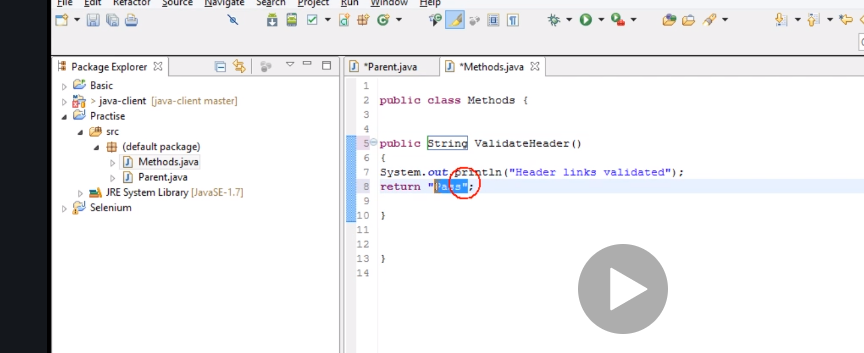 File Edit Refactor Source Navigate Search Project Run Window Help
Package Explorer
Basic
> java-client [java-client master]
Practise
src
(default package)
Methods.java
Parent.java
JRE System Library [JavaSE-1.7]
Selenium
*Parent.java
*Methods.java
1
2 public class Methods {
3
4
5 public String ValidateHeader()
6 {
7 System.out.println("Header links validated");
8 return "Pass";
9
10 }
11
12
13 }
14